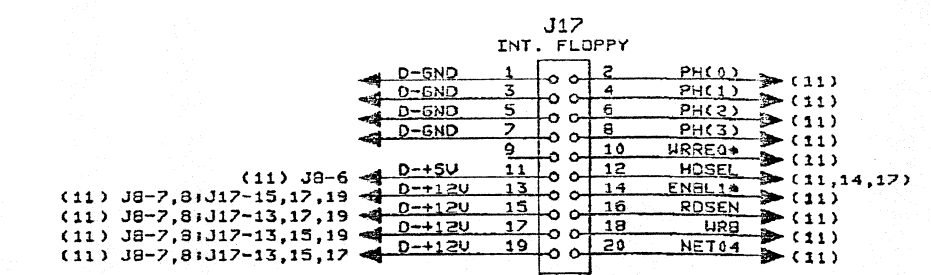 J17
INT. FLOPPY
D-GND 1 2 PH(0) (11)
D-GND 3 4 PH(1) (11)
D-GND 5 6 PH(2) (11)
D-GND 7 8 PH(3) (11)
9 10 WRREQ* (11)
(11) J8-6 D-+5V 11 12 HDSEL (11,14,17)
(11) J8-7,8;J17-15,17,19 D-+12V 13 14 ENBL1* (11)
(11) J8-7,8;J17-13,17,19 D-+12V 15 16 RDSEN (11)
(11) J8-7,8;J17-13,15,19 D-+12V 17 18 WRB (11)
(11) J8-7,8;J17-13,15,17 D-+12V 19 20 NET04 (11)